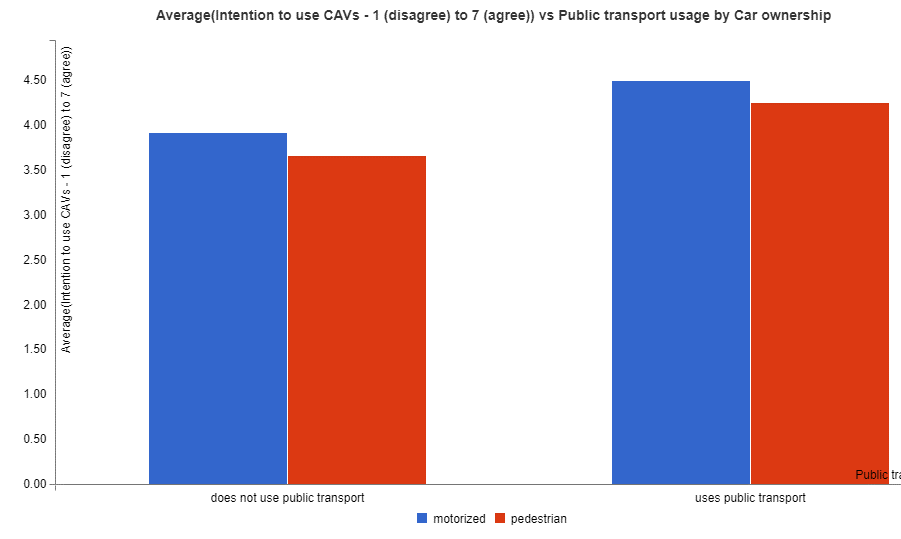 Average(Intention to use CAVs - 1 (disagree) to 7 (agree)) vs Public transport usage by Car ownership
Average(Intention to use CAVs - 1 (disagree) to 7 (agree))
4.50
4.00
3.50
3.00
2.50
2.00
1.50
1.00
0.50
0.00
Public tra
does not use public transport
uses public transport
motorized
pedestrian